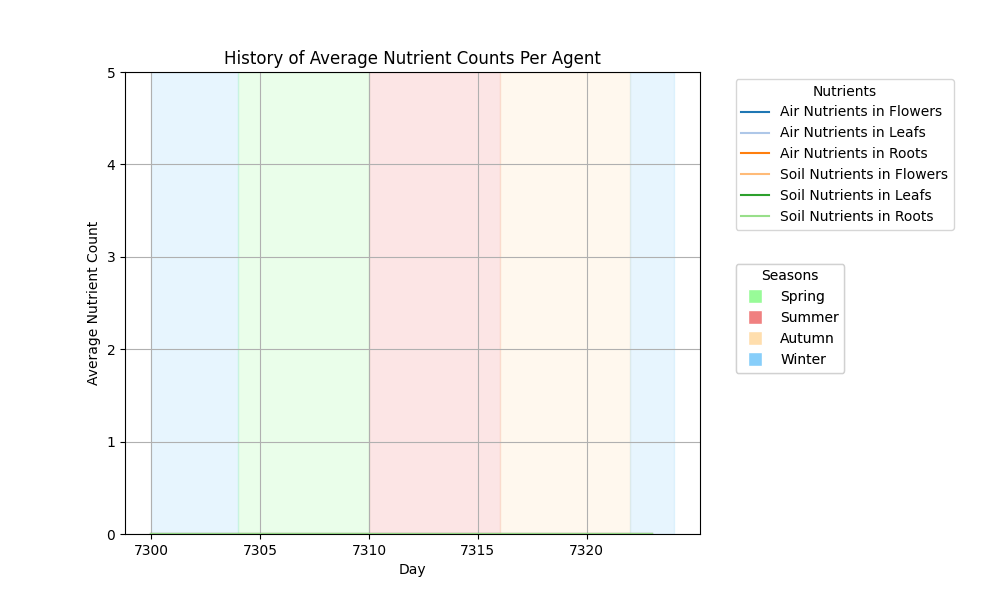 History of Average Nutrient Counts Per Agent
5
4
3
2
1
0
Average Nutrient Count
7300
7305
7310
7315
7320
Day
Nutrients
Air Nutrients in Flowers
Air Nutrients in Leafs
Air Nutrients in Roots
Soil Nutrients in Flowers
Soil Nutrients in Leafs
Soil Nutrients in Roots
Seasons
Spring
Summer
Autumn
Winter